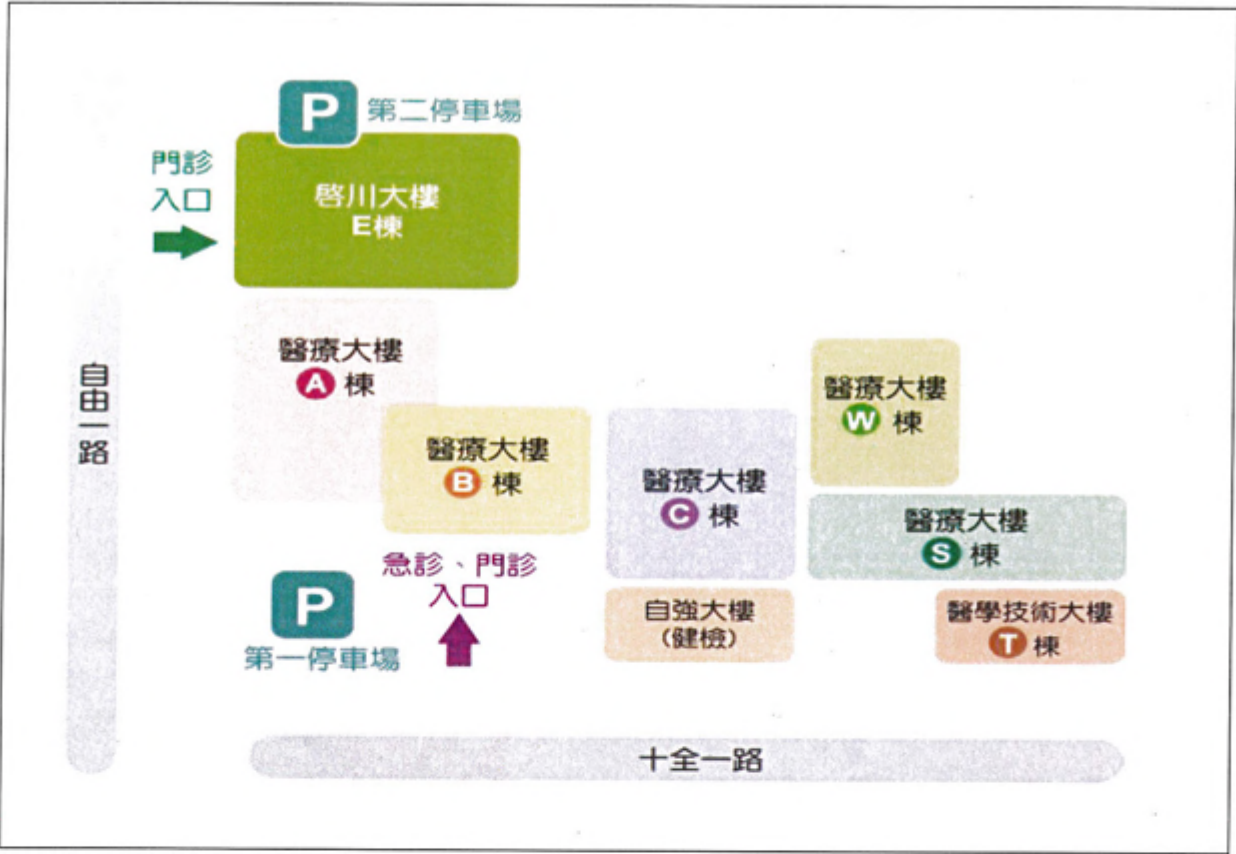 P 第二停車場
門診
入口
啓川大樓
E棟
自由一路
醫療大樓
A 棟
醫療大樓
B 棟
醫療大樓
C 棟
醫療大樓
W 棟
醫療大樓
S 棟
急診、門診
入口
P
第一停車場
自強大樓
(健檢)
醫學技術大樓
T 棟
十全一路